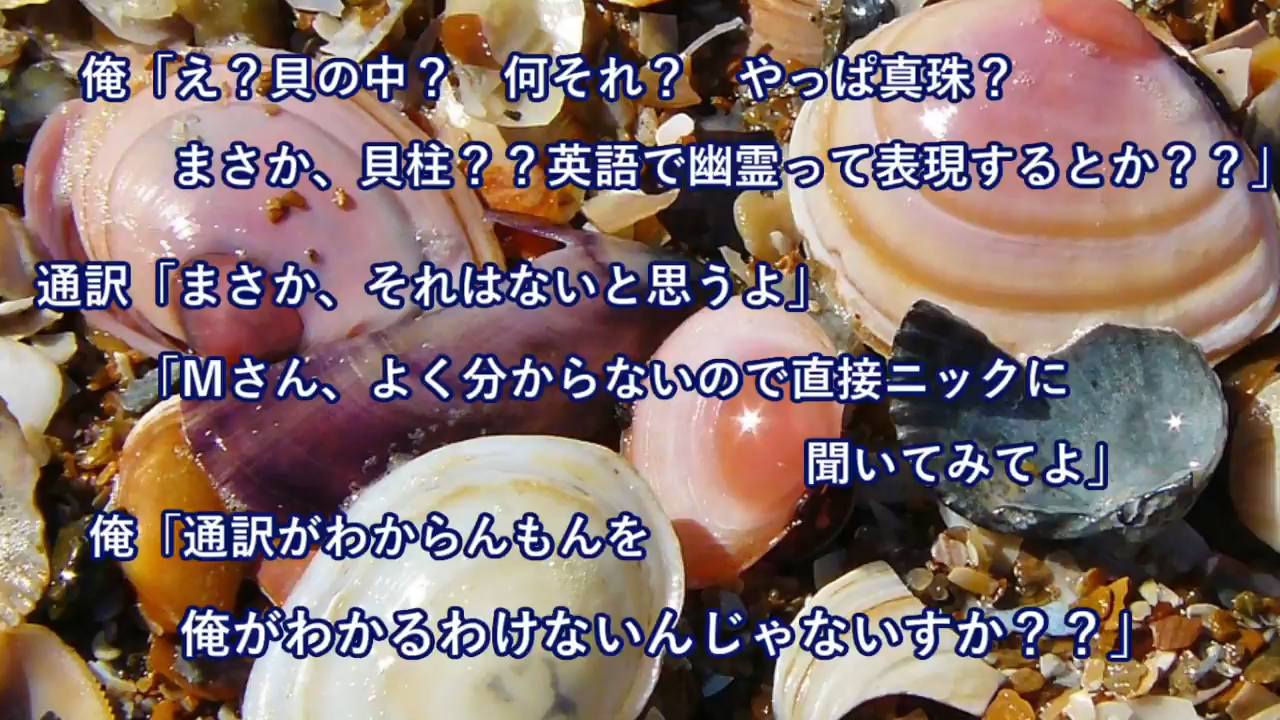 俺「え？貝の中？　何それ？　やっぱ真珠？
まさか、貝柱？？英語で幽霊って表現するとか？？」
通訳「まさか、それはないと思うよ」
「Mさん、よく分からないので直接ニックに
聞いてみてよ」
俺「通訳がわからんもんを
俺がわかるわけないんじゃないすか？？」